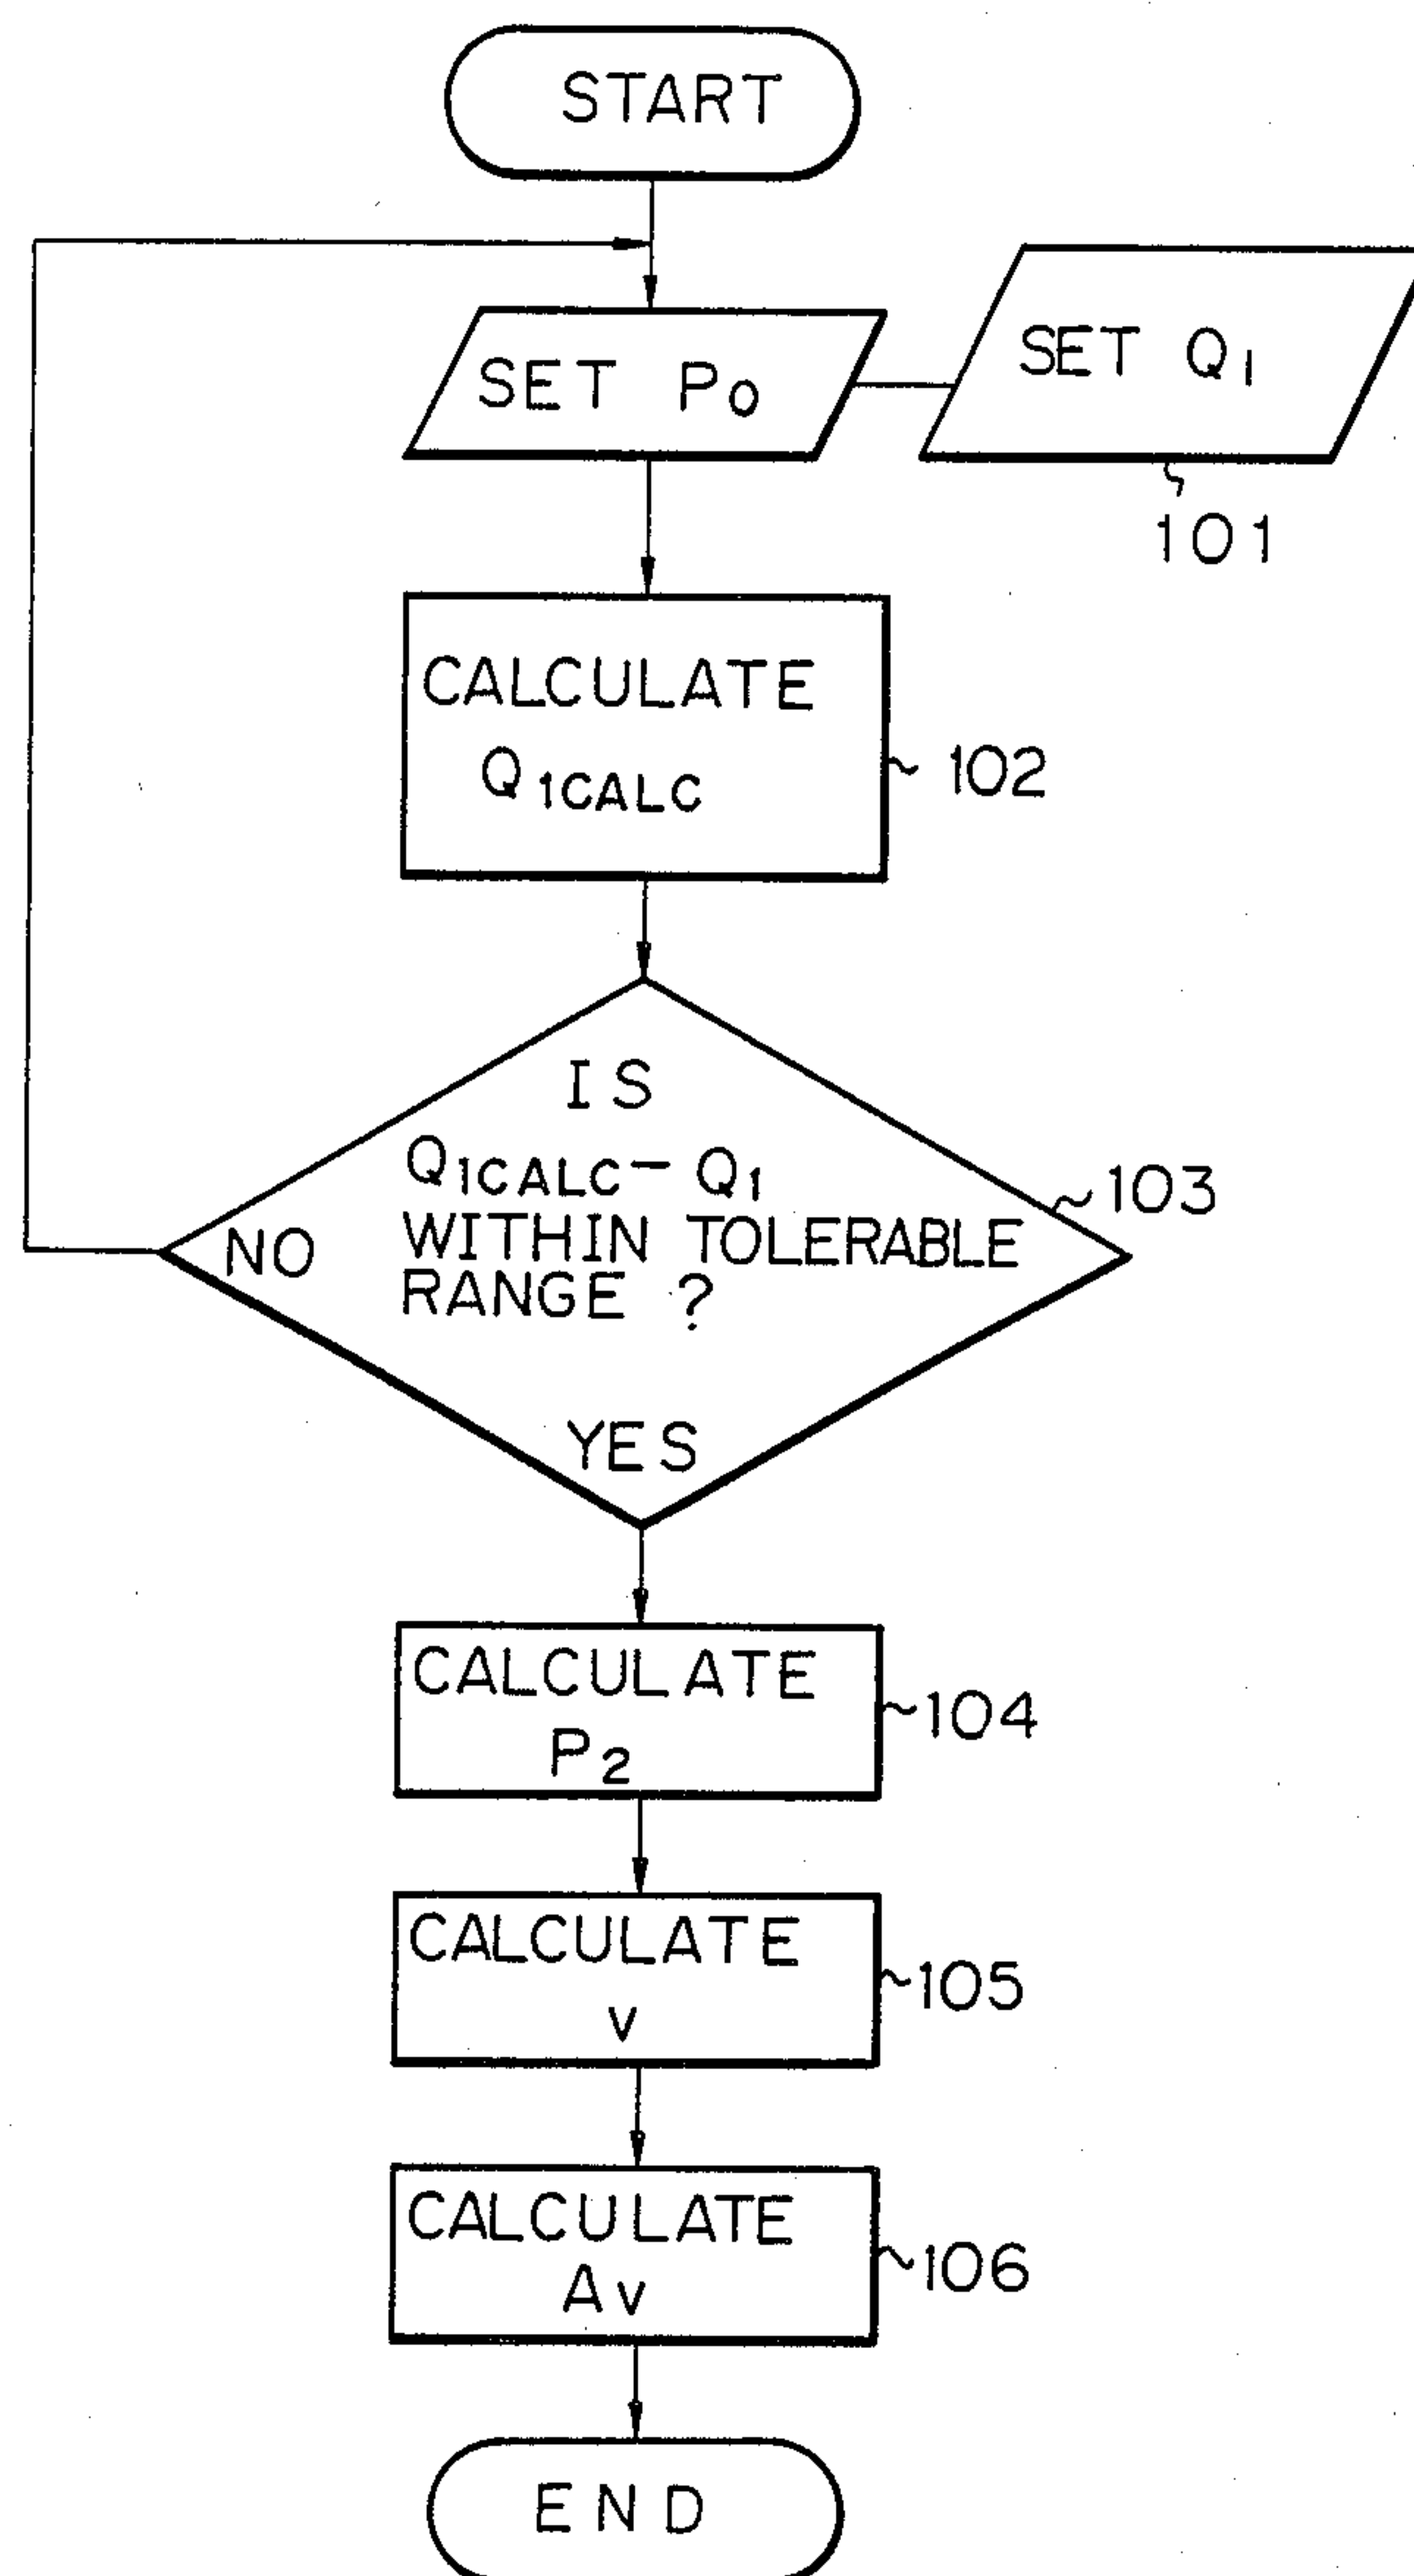 START
SET P0
SET Q1
101
CALCULATE
Q1CALC
102
IS
Q1CALC- Q1
WITHIN TOLERABLE
RANGE ?
103
NO
YES
CALCULATE
P2
104
CALCULATE
v
105
CALCULATE
Av
106
END